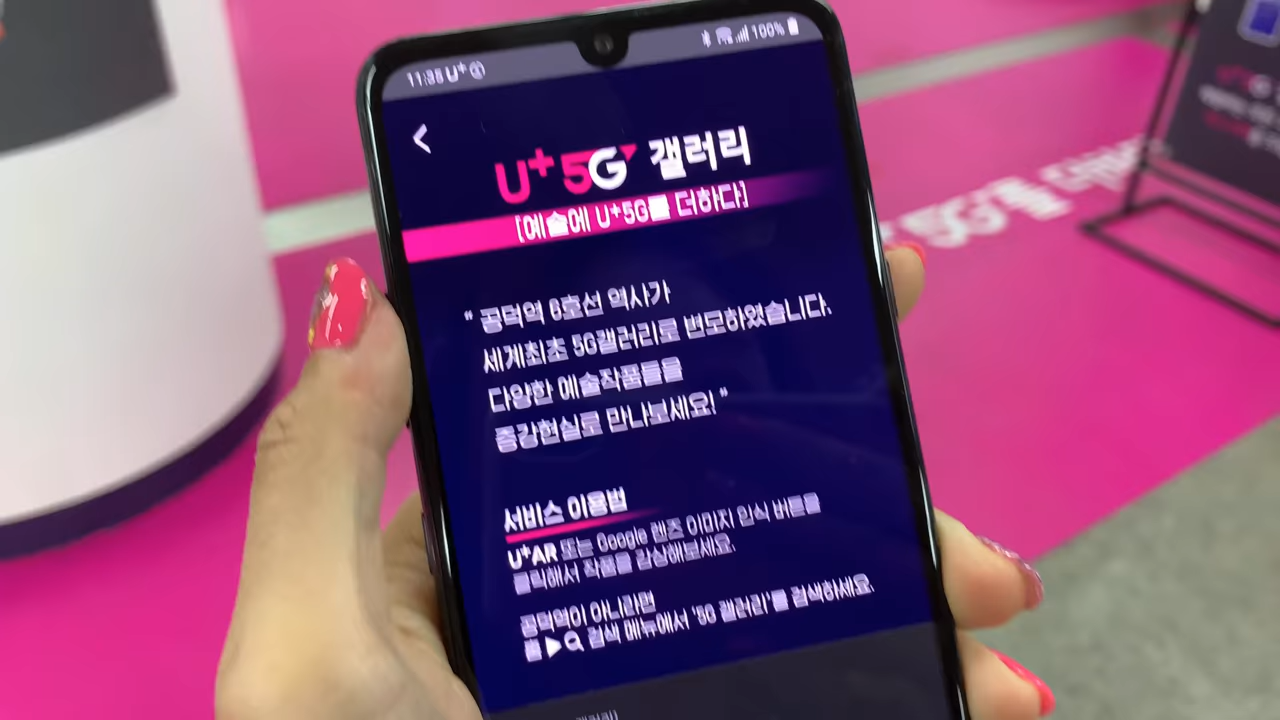 11:38 U+
100%
U+5G 갤러리
[예술에 U+5G를 더하다]
" 공덕역 6호선 역사가
세계최초 5G갤러리로 변모하였습니다.
다양한 예술작품들을
증강현실로 만나보세요! "
서비스 이용법
U+AR 또는 Google 렌즈 이미지 인식 버튼을
클릭해서 작품을 감상해보세요.
공덕역이 아니라면
홈 ▶ 검색 메뉴에서 '5G 갤러리'를 검색하세요.
5G를